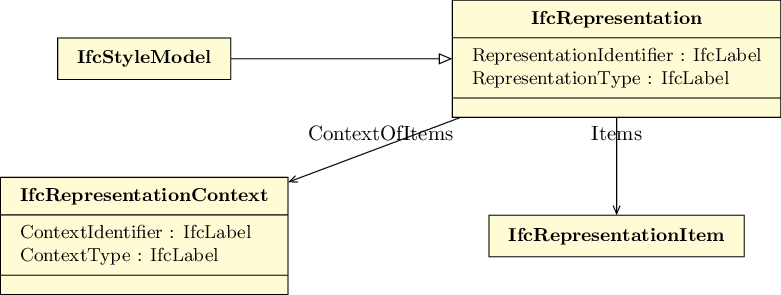 IfcRepresentation
RepresentationIdentifier : IfcLabel
RepresentationType : IfcLabel
IfcStyleModel
ContextOfItems
Items
IfcRepresentationContext
ContextIdentifier : IfcLabel
ContextType : IfcLabel
IfcRepresentationItem